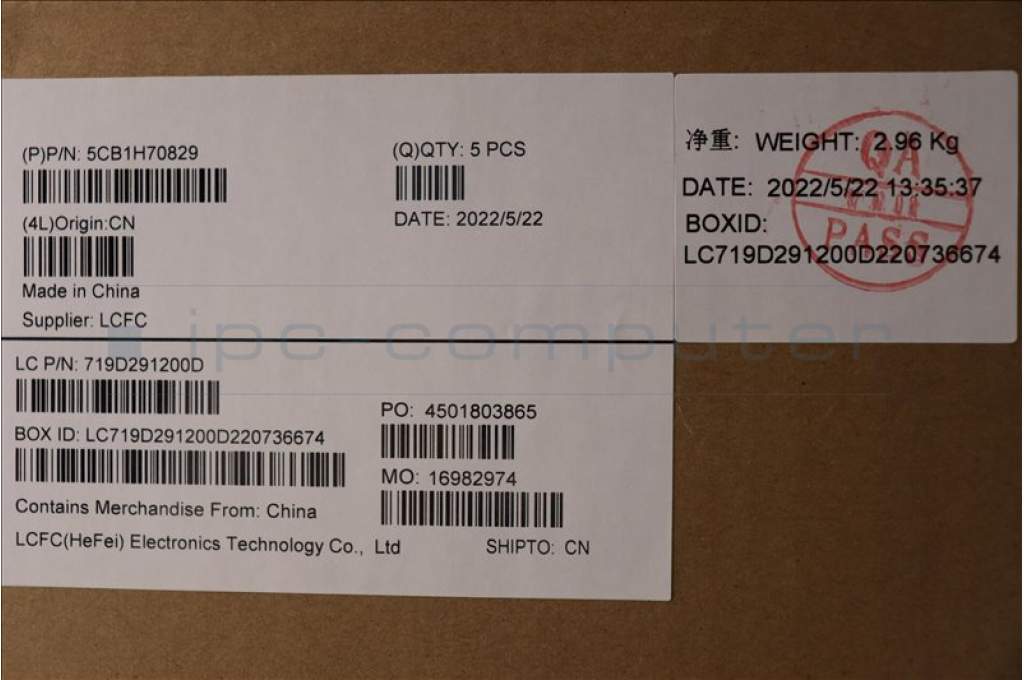 (P)P/N: 5CB1H70829
(Q)QTY: 5 PCS
(4L)Origin:CN
DATE: 2022/5/22
Made in China
Supplier: LCFC
净重: WEIGHT: 2.96 Kg
DATE: 2022/5/22 13:35:37
BOXID:
LC719D291200D220736674
QA
PASS
ipc-computer
LC P/N: 719D291200D
BOX ID: LC719D291200D220736674
Contains Merchandise From: China
LCFC(HeFei) Electronics Technology Co., Ltd
PO: 4501803865
MO: 16982974
SHIPTO: CN